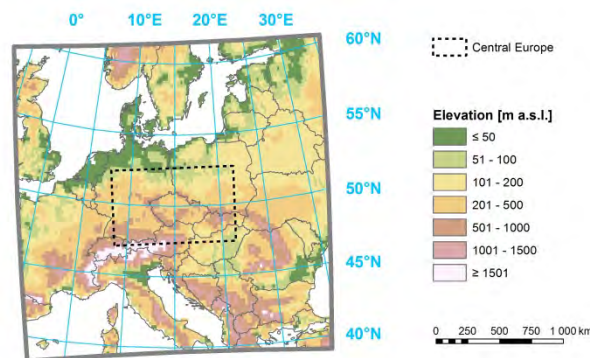 0° 10°E 20°E 30°E
60°N
55°N
50°N
45°N
40°N
Central Europe
Elevation [m a.s.l.]
≤ 50
51 - 100
101 - 200
201 - 500
501 - 1000
1001 - 1500
≥ 1501
0 250 500 750 1 000 km